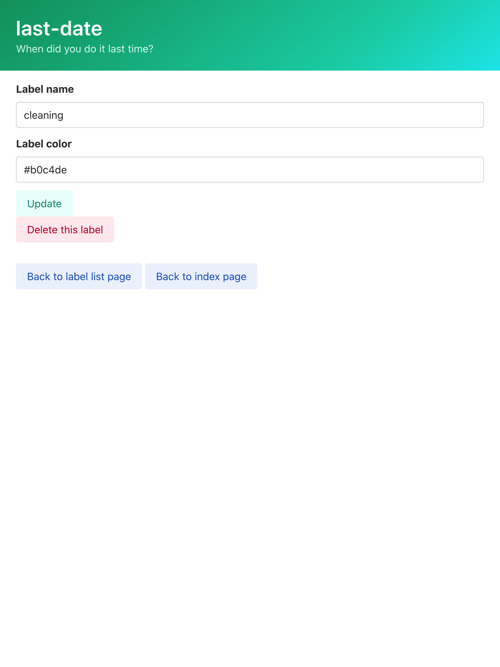 last-date
When did you do it last time?
Label name
cleaning
Label color
#b0c4de
Update
Delete this label
Back to label list page Back to index page